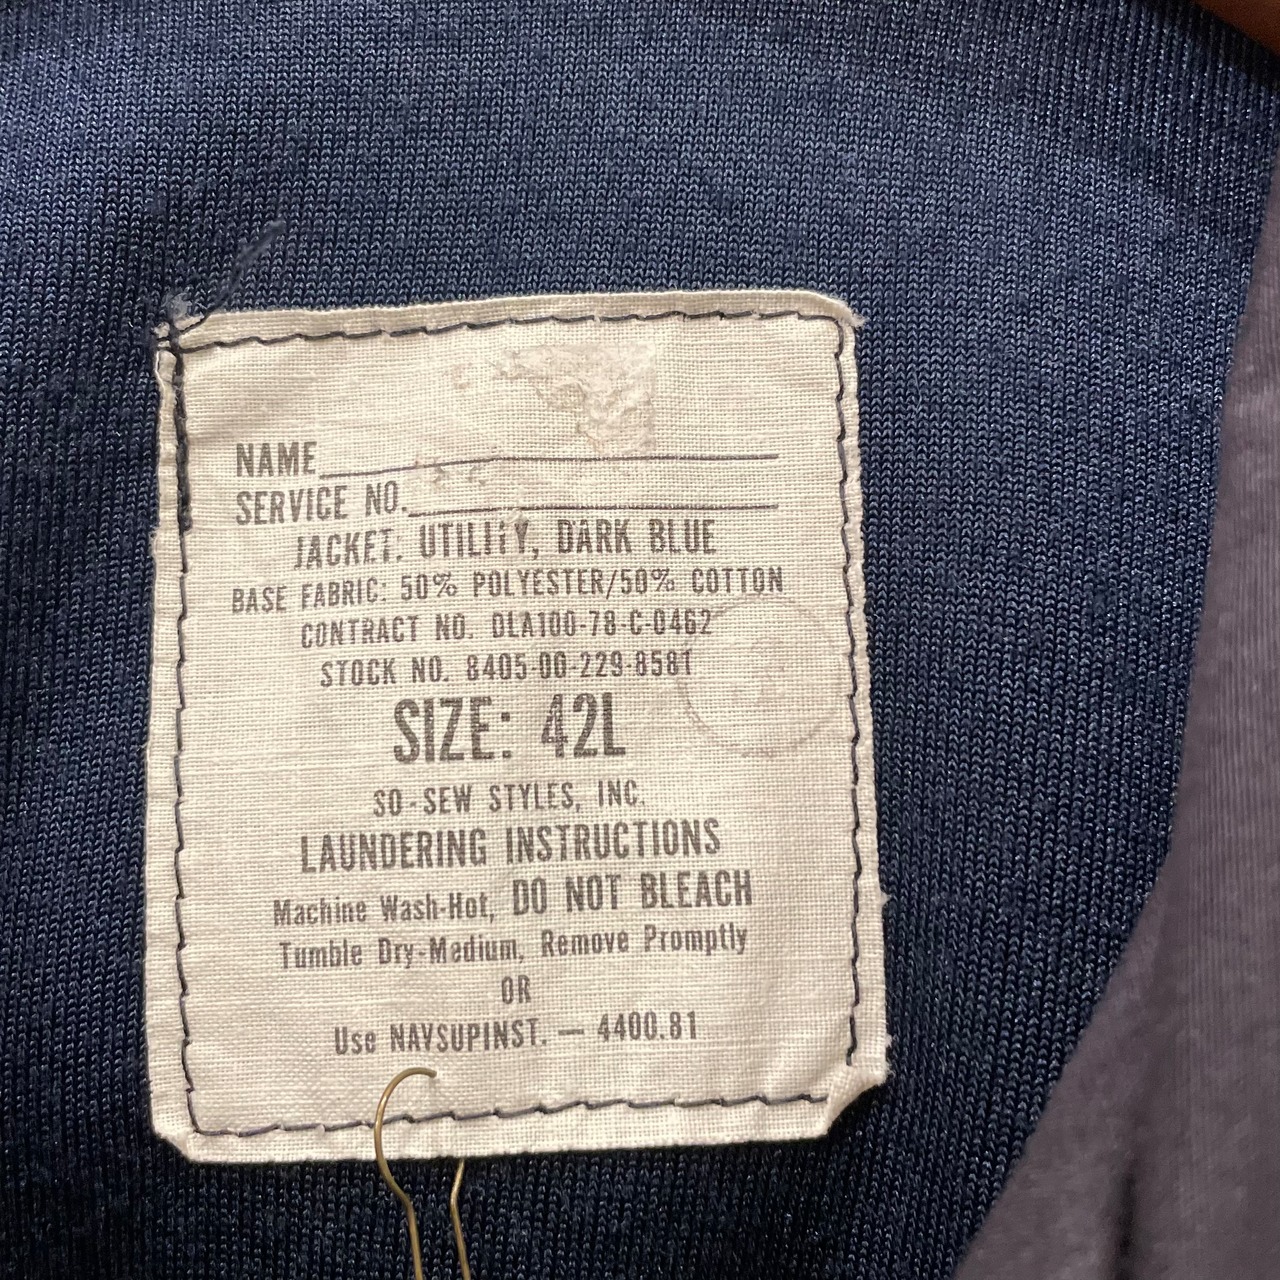 NAME
SERVICE NO.
JACKET, UTILITY, DARK BLUE
BASE FABRIC: 50% POLYESTER/50% COTTON
CONTRACT NO. DLA100-78-C-0462
STOCK NO. 8405-00-229-8581
SIZE: 42L
SO-SEW STYLES, INC.
LAUNDERING INSTRUCTIONS
Machine Wash-Hot, DO NOT BLEACH
Tumble Dry-Medium, Remove Promptly
OR
Use NAVSUPINST. — 4400.81